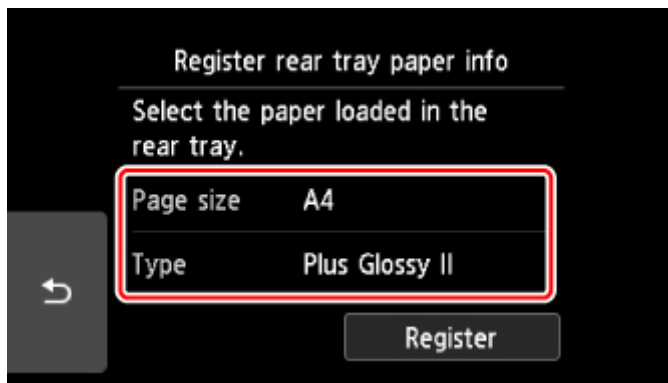 Register rear tray paper info
Select the paper loaded in the
rear tray.
Page size A4
Type Plus Glossy II
Register